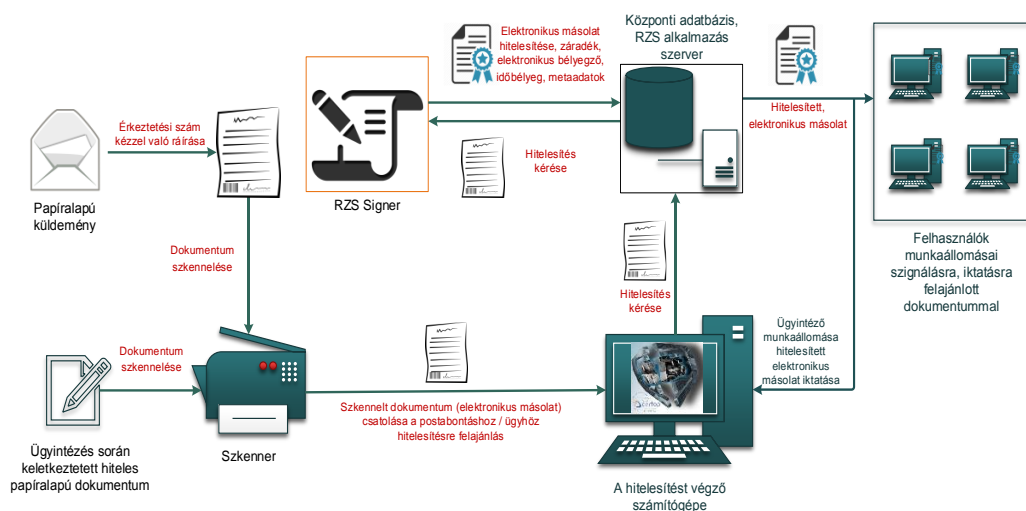 Elektronikus másolat
hitelesítése, záradék,
elektronikus bélyegző,
időbélyeg, metaadatok
Központi adatbázis,
RZS alkalmazás
szerver
Hitelesített,
elektronikus másolat
Érkeztetési szám
kézzel való ráírása
Hitelesítés
kérése
Papíralapú
küldemény
RZS Signer
Dokumentum
szkennelése
Felhasználók
munkaállomásai
szignálásra, iktatásra
felajánlott
dokumentummal
Hitelesítés
kérése
Dokumentum
szkennelése
Ügyintéző
munkaállomása
hitelesített
elektronikus
másolat iktatása
Szkennelt dokumentum (elektronikus másolat)
csatolása a postabontáshoz / ügyhöz
hitelesítésre felajánlás
Ügyintézés során
keletkeztetett hiteles
papíralapú dokumentum
Szkenner
A hitelesítést végző
számítógépe